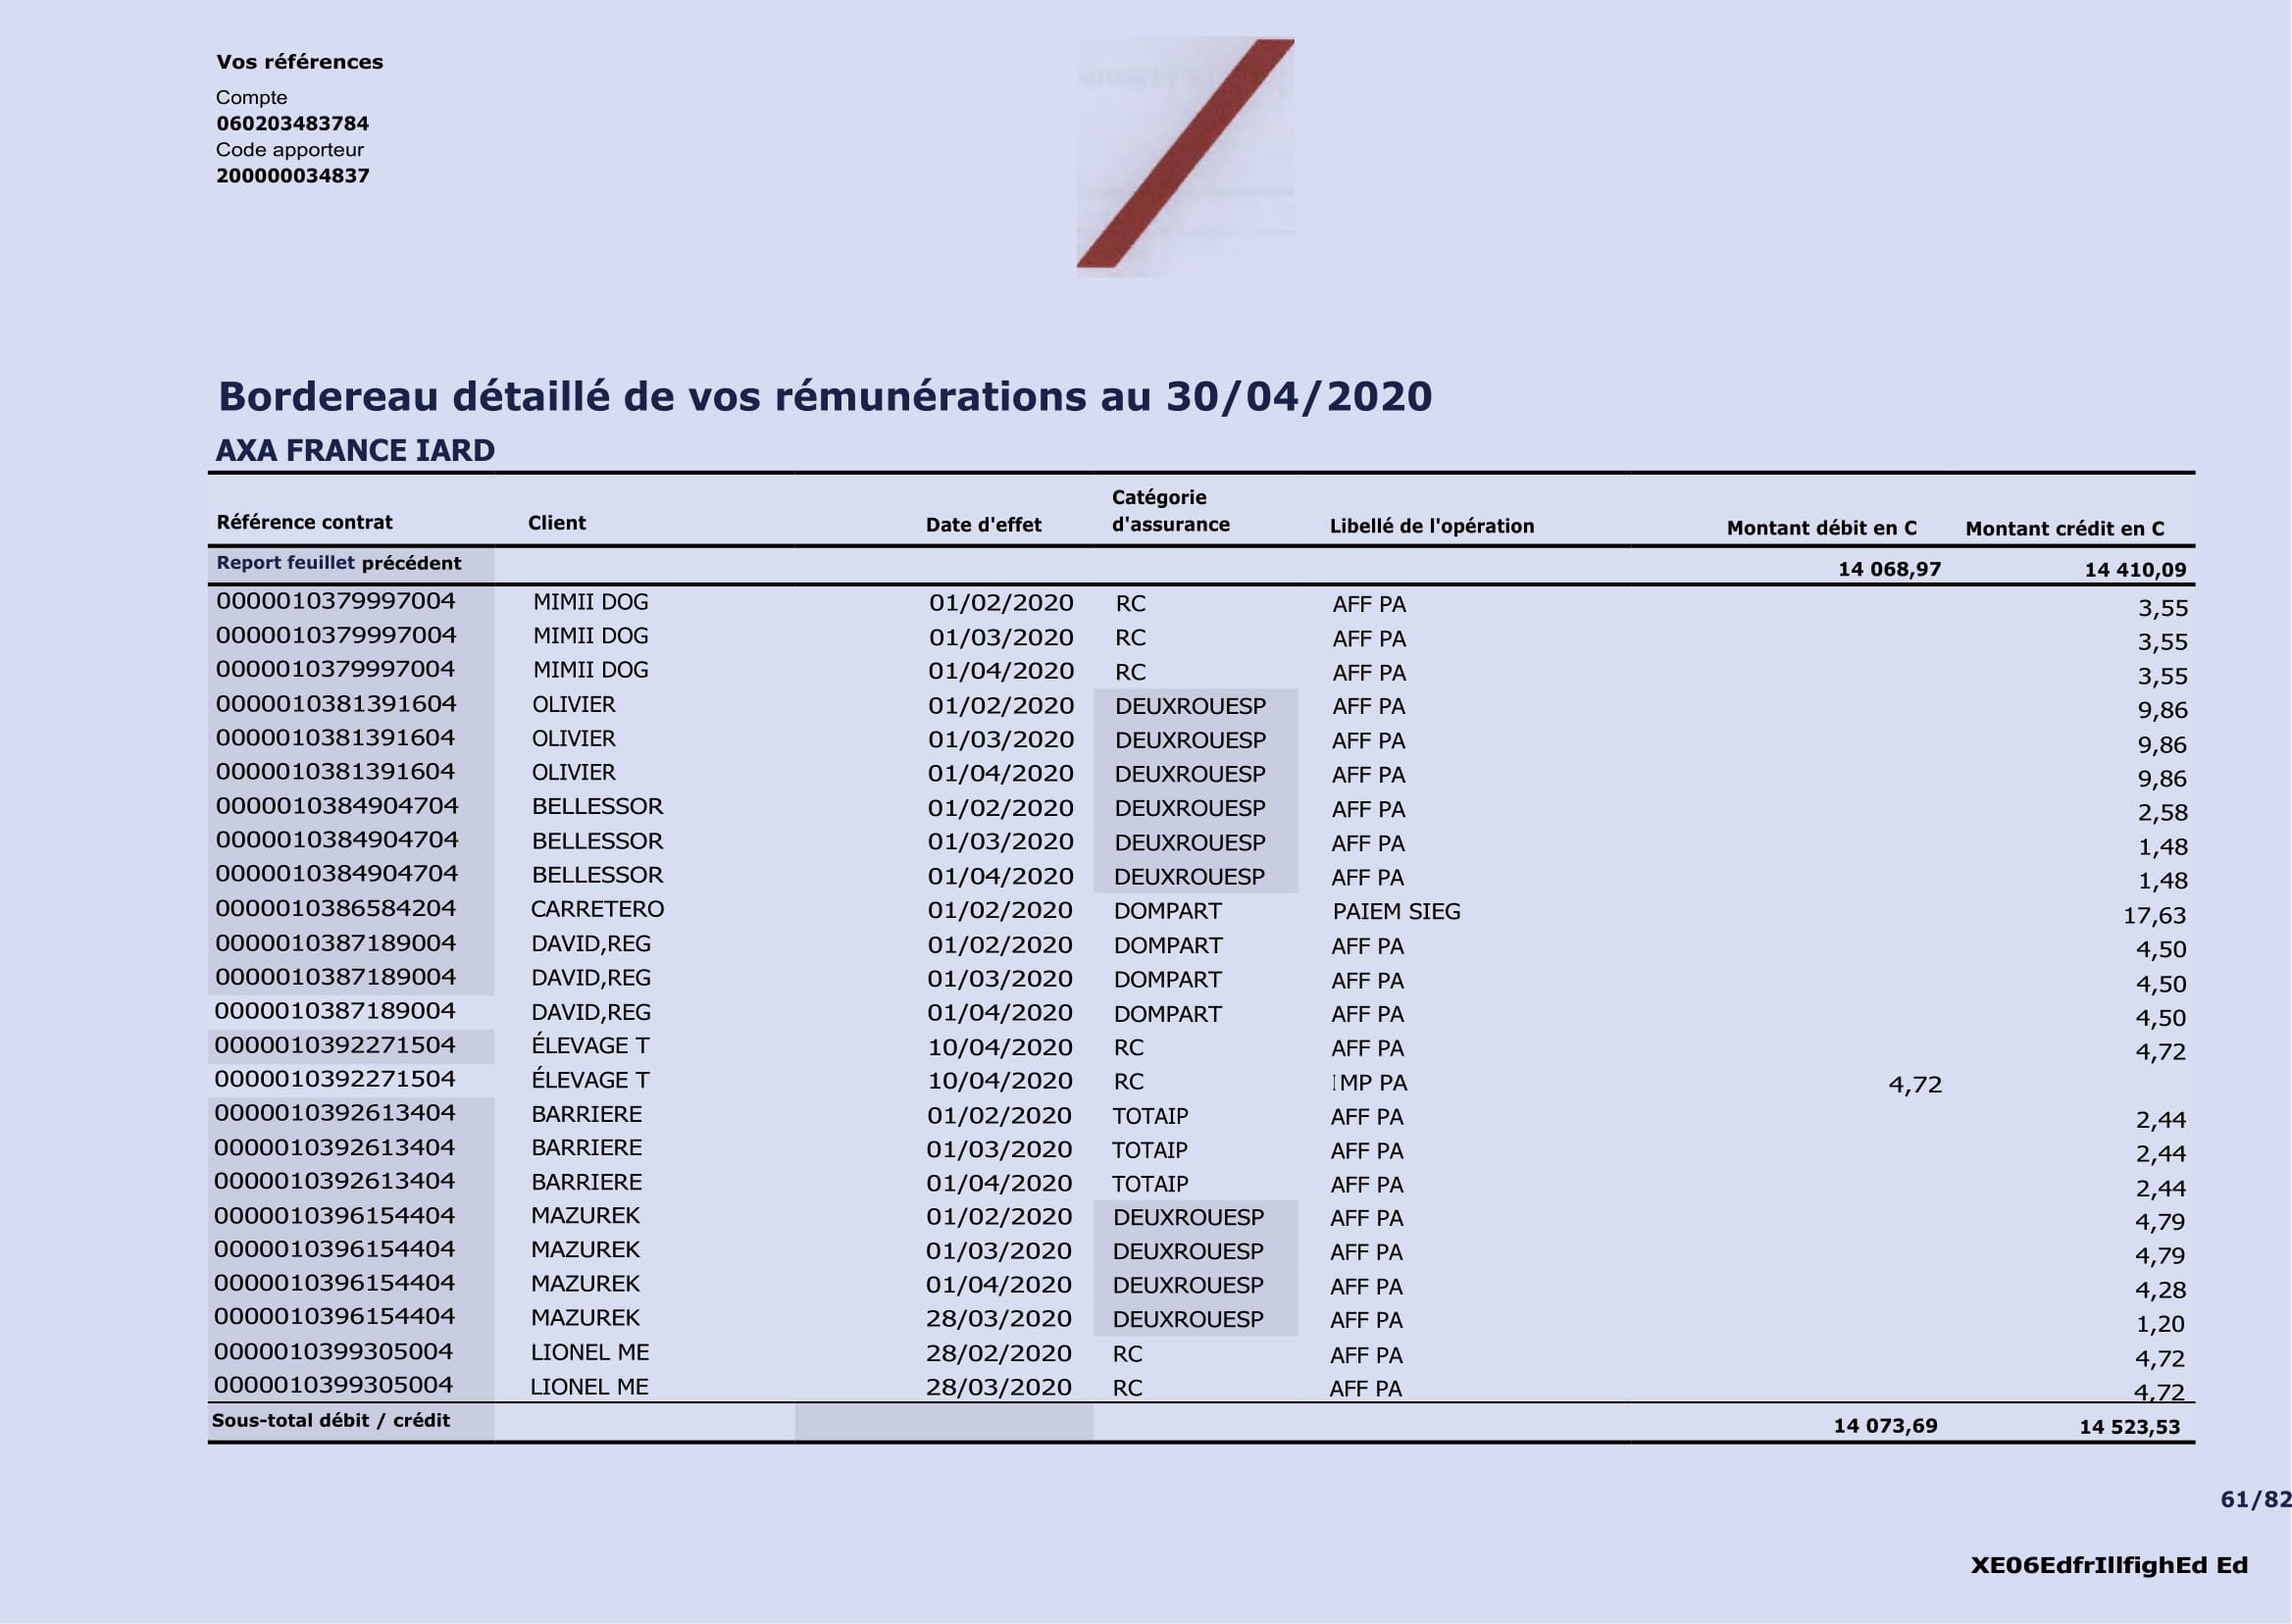 Vos références
Compte
060203483784
Code apporteur
200000034837
Bordereau détaillé de vos rémunérations au 30/04/2020
AXA FRANCE IARD
Référence contrat Client Date d'effet Catégorie d'assurance Libellé de l'opération Montant débit en C Montant crédit en C
Report feuillet précédent 14 068,97 14 410,09
0000010379997004 MIMII DOG 01/02/2020 RC AFF PA 3,55
0000010379997004 MIMII DOG 01/03/2020 RC AFF PA 3,55
0000010379997004 MIMII DOG 01/04/2020 RC AFF PA 3,55
0000010381391604 OLIVIER 01/02/2020 DEUXROUESP AFF PA 9,86
0000010381391604 OLIVIER 01/03/2020 DEUXROUESP AFF PA 9,86
0000010381391604 OLIVIER 01/04/2020 DEUXROUESP AFF PA 9,86
0000010384904704 BELLESSOR 01/02/2020 DEUXROUESP AFF PA 2,58
0000010384904704 BELLESSOR 01/03/2020 DEUXROUESP AFF PA 1,48
0000010384904704 BELLESSOR 01/04/2020 DEUXROUESP AFF PA 1,48
0000010386584204 CARRETERO 01/02/2020 DOMPART PAIEM SIEG 17,63
0000010387189004 DAVID,REG 01/02/2020 DOMPART AFF PA 4,50
0000010387189004 DAVID,REG 01/03/2020 DOMPART AFF PA 4,50
0000010387189004 DAVID,REG 01/04/2020 DOMPART AFF PA 4,50
0000010392271504 ÉLEVAGE T 10/04/2020 RC AFF PA 4,72
0000010392271504 ÉLEVAGE T 10/04/2020 RC IMP PA 4,72
0000010392613404 BARRIERE 01/02/2020 TOTAIP AFF PA 2,44
0000010392613404 BARRIERE 01/03/2020 TOTAIP AFF PA 2,44
0000010392613404 BARRIERE 01/04/2020 TOTAIP AFF PA 2,44
0000010396154404 MAZUREK 01/02/2020 DEUXROUESP AFF PA 4,79
0000010396154404 MAZUREK 01/03/2020 DEUXROUESP AFF PA 4,79
0000010396154404 MAZUREK 01/04/2020 DEUXROUESP AFF PA 4,28
0000010396154404 MAZUREK 28/03/2020 DEUXROUESP AFF PA 1,20
0000010399305004 LIONEL ME 28/02/2020 RC AFF PA 4,72
0000010399305004 LIONEL ME 28/03/2020 RC AFF PA 4,72
Sous-total débit / crédit 14 073,69 14 523,53
61/82
XE06EdfrIllfighEd Ed